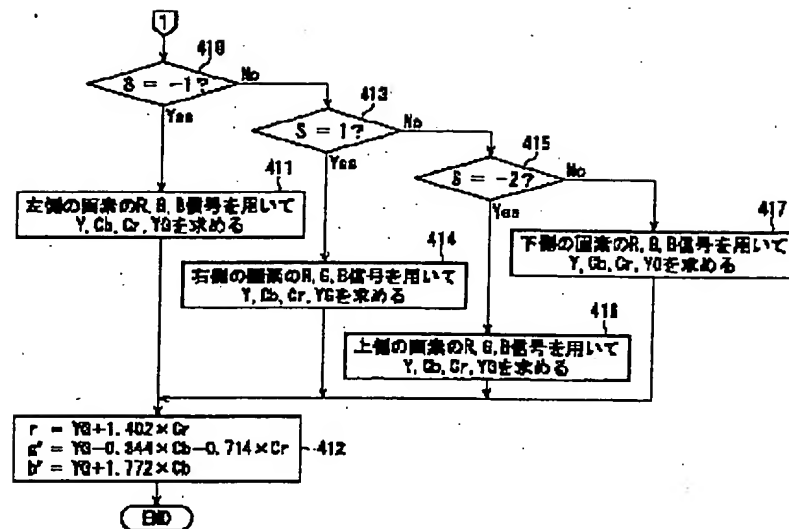 1
410
S = -1?
No
Yes
413
S = 1?
No
Yes
415
S = -2?
No
Yes
411
左側の画素のR,G,B信号を用いて
Y,Cb,Cr,YGを求める
414
右側の画素のR,G,B信号を用いて
Y,Cb,Cr,YGを求める
417
下側の画素のR,G,B信号を用いて
Y,Cb,Cr,YGを求める
上側の画素のR,G,B信号を用いて
Y,Cb,Cr,YGを求める
r = YG+1.402×Cr
g' = YG-0.344×Cb-0.714×Cr
b' = YG+1.772×Cb
412
END